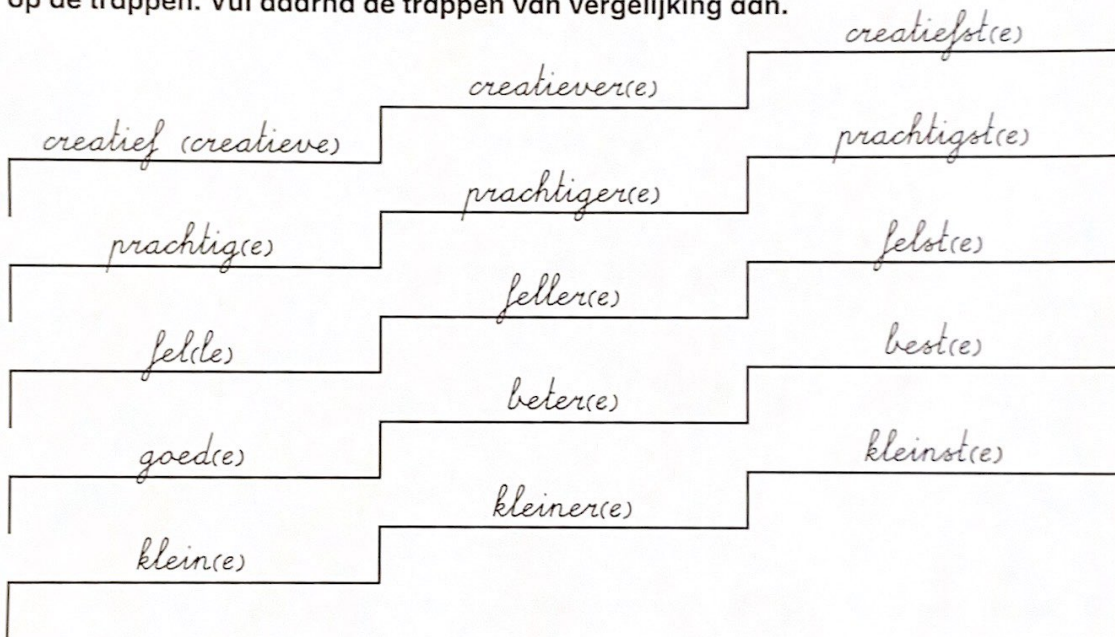 op de trappen. Vul daarna de trappen van vergelijking aan.
creatiefst(e)
creatiever(e)
creatief (creatieve)
prachtigst(e)
prachtiger(e)
prachtig(e)
felst(e)
feller(e)
fel(le)
best(e)
beter(e)
goed(e)
kleinst(e)
kleiner(e)
klein(e)